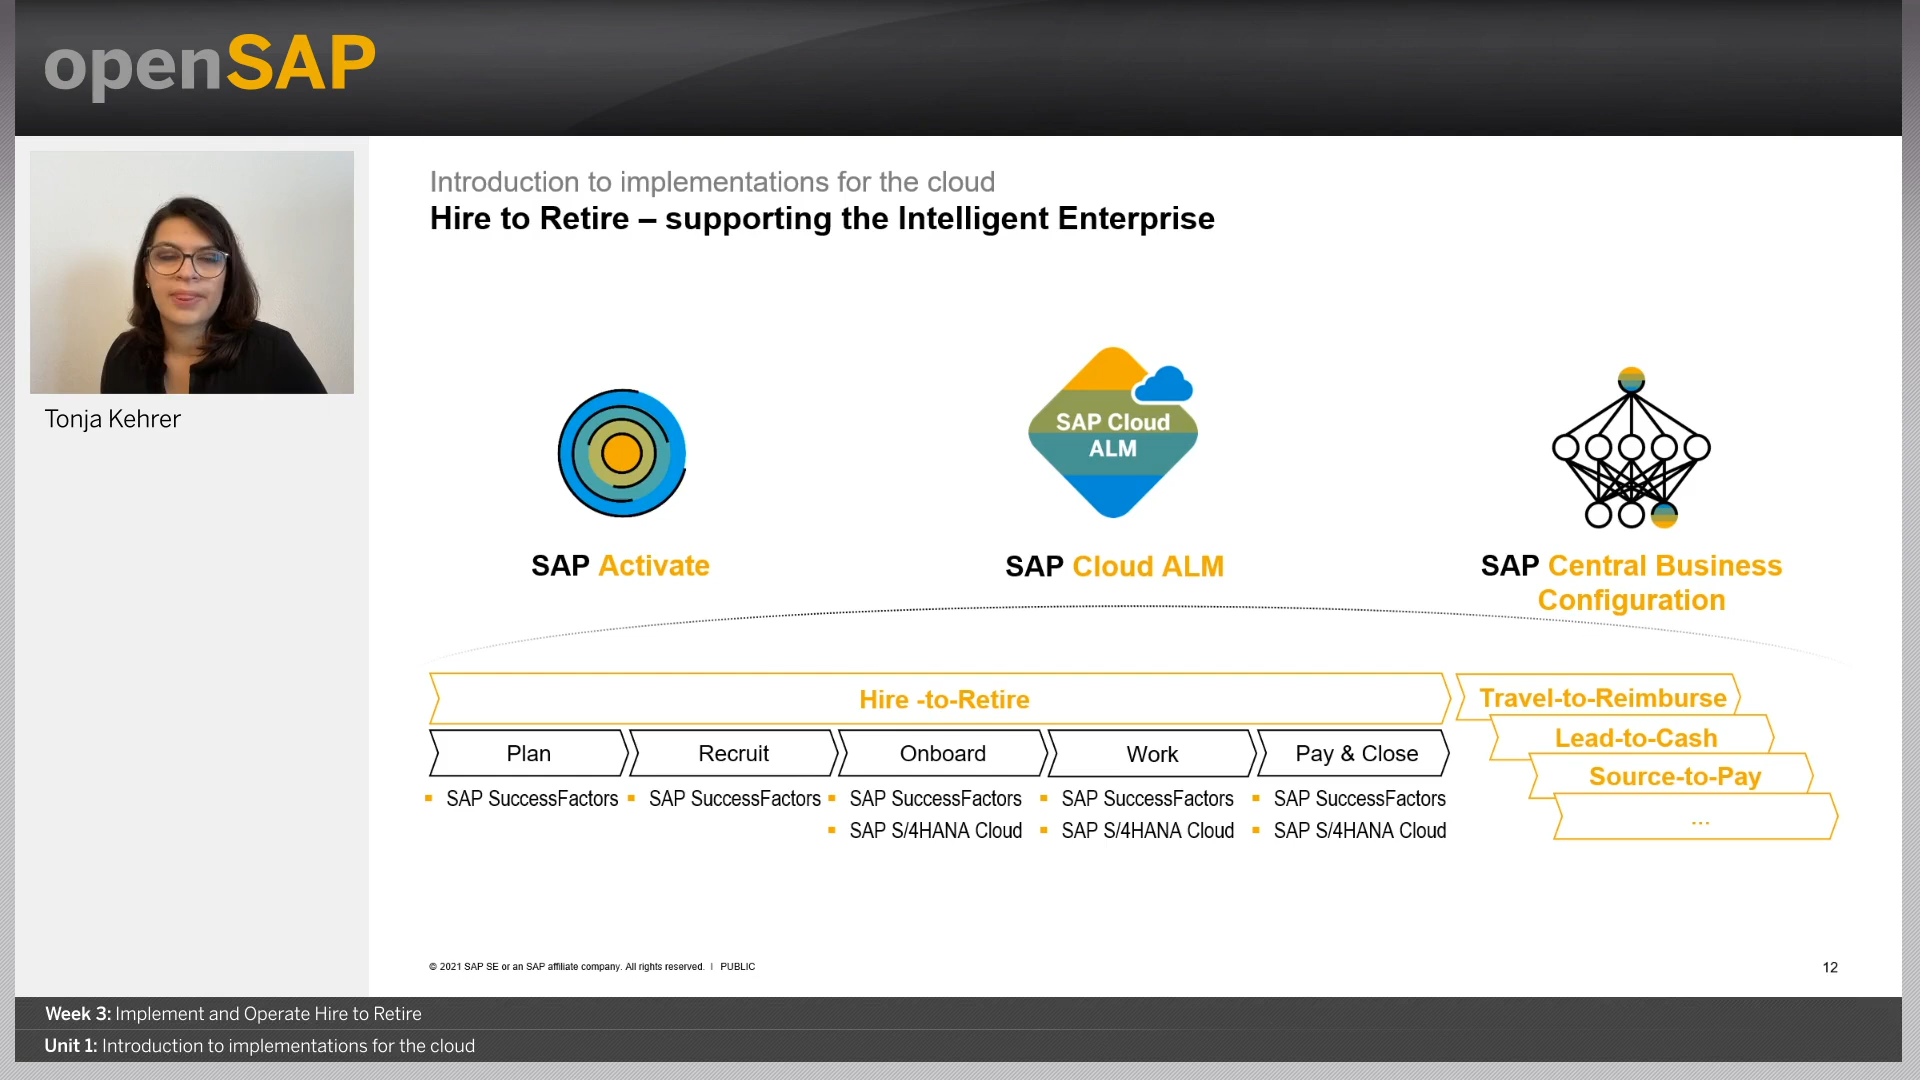 openSAP
Tonja Kehrer
Introduction to implementations for the cloud
Hire to Retire – supporting the Intelligent Enterprise
SAP Cloud
ALM
SAP Activate
SAP Cloud ALM
SAP Central Business
Configuration
Hire -to-Retire
Plan
Recruit
Onboard
Work
Pay & Close
▪ SAP SuccessFactors
▪ SAP SuccessFactors
▪ SAP SuccessFactors
▪ SAP S/4HANA Cloud
▪ SAP SuccessFactors
▪ SAP S/4HANA Cloud
▪ SAP SuccessFactors
▪ SAP S/4HANA Cloud
Travel-to-Reimburse
Lead-to-Cash
Source-to-Pay
...
© 2021 SAP SE or an SAP affiliate company. All rights reserved. I PUBLIC
12
Week 3: Implement and Operate Hire to Retire
Unit 1: Introduction to implementations for the cloud